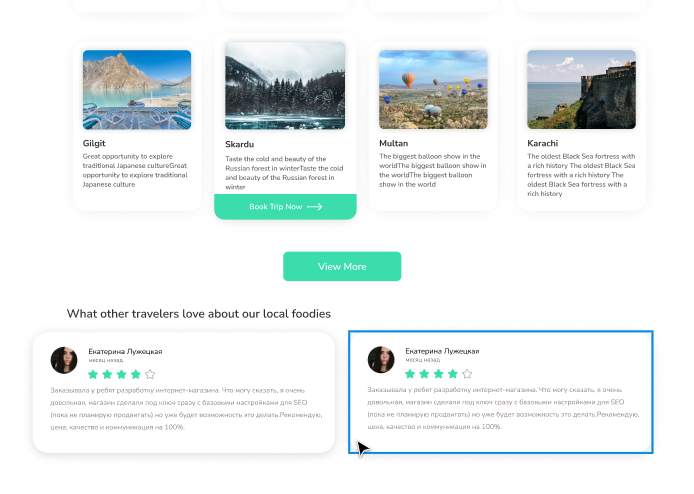 Gilgit
Great opportunity to explore
traditional Japanese cultureGreat
opportunity to explore traditional
Japanese culture
Skardu
Taste the cold and beauty of the
Russian forest in winterTaste the cold
and beauty of the Russian forest in
winter
Book Trip Now
Multan
The biggest balloon show in the
worldThe biggest balloon show in
the worldThe biggest balloon
show in the world
Karachi
The oldest Black Sea fortress with
a rich history The oldest Black Sea
fortress with a rich history The
oldest Black Sea fortress with a
rich history
View More
What other travelers love about our local foodies
Екатерина Лужецкая
месяц назад
Заказывала у ребят разработку интернет-магазина. Что могу сказать, я очень
довольная, магазин сделали под ключ сразу с базовыми настройками для SEO
(пока не планирую продвигать) но уже будет возможность это делать.Рекомендую,
цена, качество и коммуникация на 100%.
Екатерина Лужецкая
месяц назад
Заказывала у ребят разработку интернет-магазина. Что могу сказать, я очень
довольная, магазин сделали под ключ сразу с базовыми настройками для SEO
(пока не планирую продвигать) но уже будет возможность это делать.Рекомендую,
цена, качество и коммуникация на 100%.